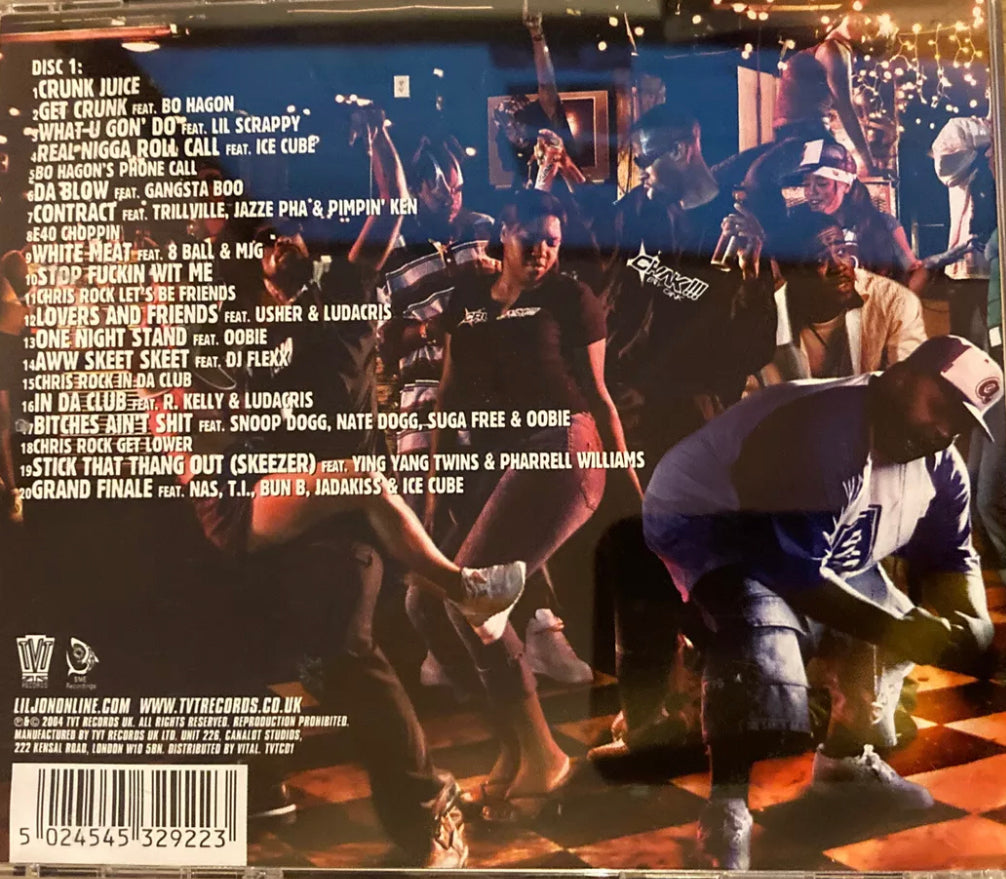 DISC 1:
1 CRUNK JUICE
2 GET CRUNK FEAT. BO HAGON
3 WHAT U GON' DO FEAT. LIL SCRAPPY
4 REAL NIGGA ROLL CALL FEAT. ICE CUBE
5 BO HAGON'S PHONE CALL
6 DA BLOW FEAT. GANGSTA BOO
7 CONTRACT FEAT. TRILLVILLE, JAZZE PHA & PIMPIN' KEN
8 E40 CHOPPIN
9 WHITE MEAT FEAT. 8 BALL & MJG
10 STOP FUCKIN WIT ME
11 CHRIS ROCK LET'S BE FRIENDS
12 LOVERS AND FRIENDS FEAT. USHER & LUDACRIS
13 ONE NIGHT STAND FEAT. OOBIE
14 AWW SKEET SKEET FEAT. DJ FLEXX
15 CHRIS ROCK IN DA CLUB
16 IN DA CLUB FEAT. R. KELLY & LUDACRIS
17 BITCHES AIN'T SHIT FEAT. SNOOP DOGG, NATE DOGG, SUGA FREE & OOBIE
18 CHRIS ROCK GET LOWER
19 STICK THAT THANG OUT (SKEEZER) FEAT. YING YANG TWINS & PHARRELL WILLIAMS
20 GRAND FINALE FEAT. NAS, T.I., BUN B, JADAKISS & ICE CUBE
TVT
RECORDS
BME
Recordings
LILJONONLINE.COM WWW.TVTRECORDS.CO.UK
℗&© 2004 TVT RECORDS UK. ALL RIGHTS RESERVED. REPRODUCTION PROHIBITED.
MANUFACTURED BY TVT RECORDS UK LTD. UNIT 226, CANALOT STUDIOS,
222 KENSAL ROAD, LONDON W10 5BN. DISTRIBUTED BY VITAL. TVTCD1
5 024545 329223